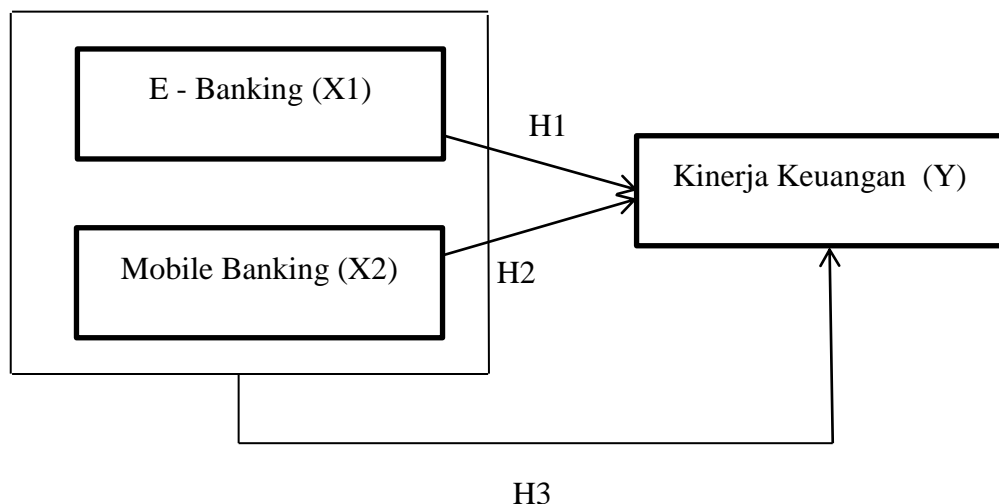 E - Banking (X1)
H1
Kinerja Keuangan (Y)
Mobile Banking (X2)
H2
H3